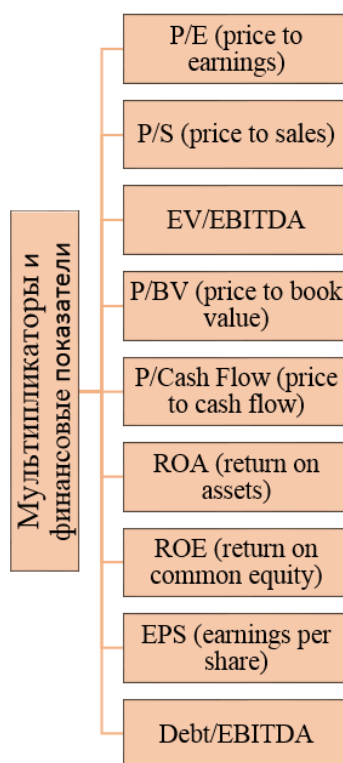 Мультипликаторы и
финансовые показатели
P/E (price to
earnings)
P/S (price to sales)
EV/EBITDA
P/BV (price to book
value)
P/Cash Flow (price
to cash flow)
ROA (return on
assets)
ROE (return on
common equity)
EPS (earnings per
share)
Debt/EBITDA